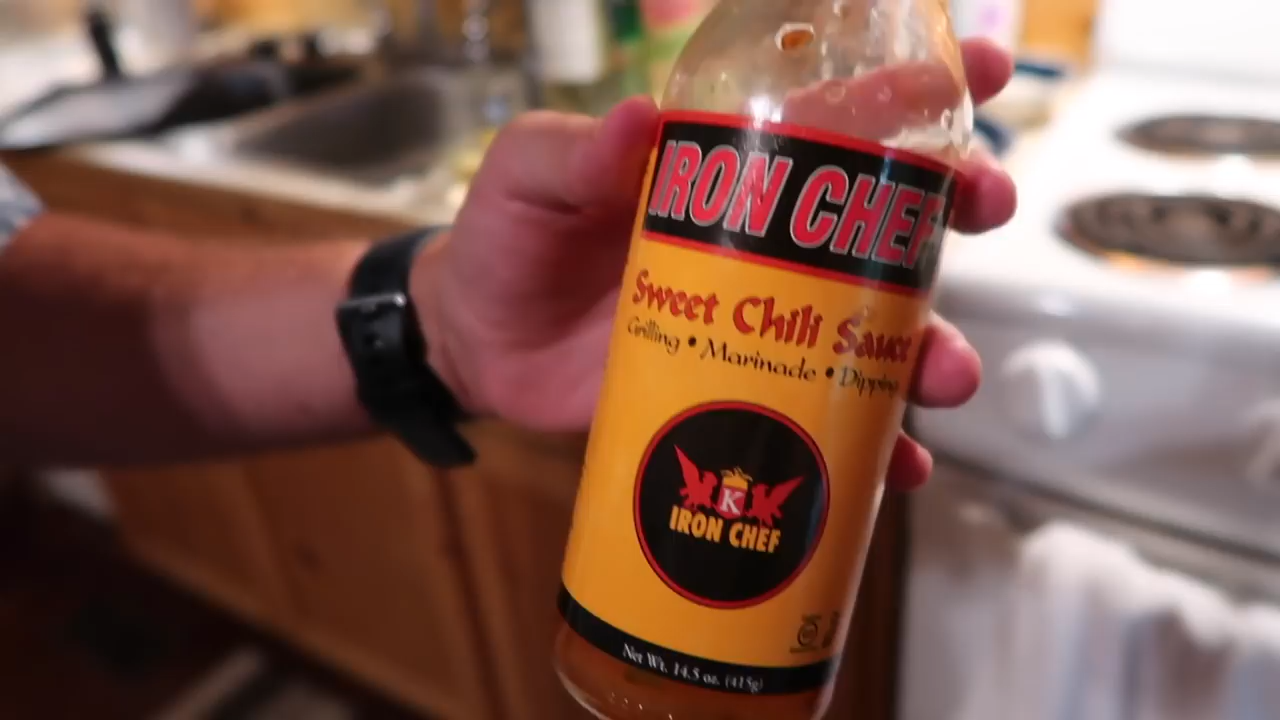 IRON CHEF
Sweet Chili Sauce
Grilling • Marinade • Dipping
K
IRON CHEF
Net Wt. 14.5 oz. (415g)